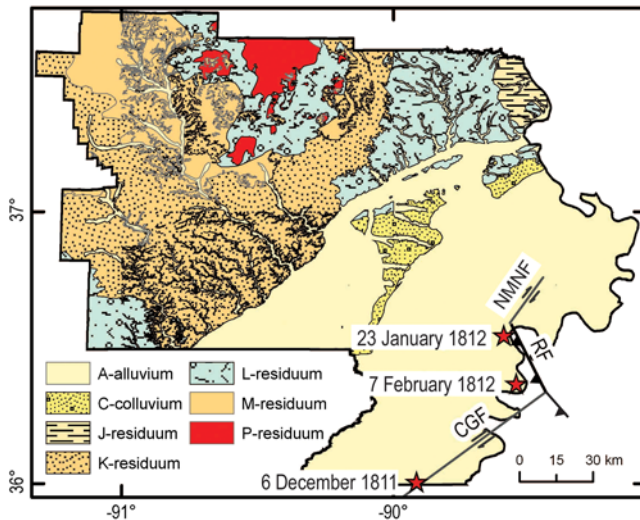 37°
36°
-91°
-90°
NMNF
23 January 1812
RF
7 February 1812
CGF
6 December 1811
0 15 30 km
A-alluvium
C-colluvium
J-residuum
K-residuum
L-residuum
M-residuum
P-residuum